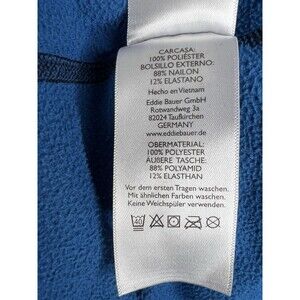 CARCASA:
100% POLIÉSTER
BOLSILLO EXTERNO:
88% NAILON
12% ELASTANO
Hecho en Vietnam
Eddie Bauer GmbH
Rotwandweg 3a
82024 Taufkirchen
GERMANY
www.eddiebauer.de
OBERMATERIAL:
100% POLYESTER
ÄUßERE TASCHE:
88% POLYAMID
12% ELASTHAN
Vor dem ersten Tragen waschen.
Mit ähnlichen Farben waschen.
Keine Weichspüler verwenden.
40